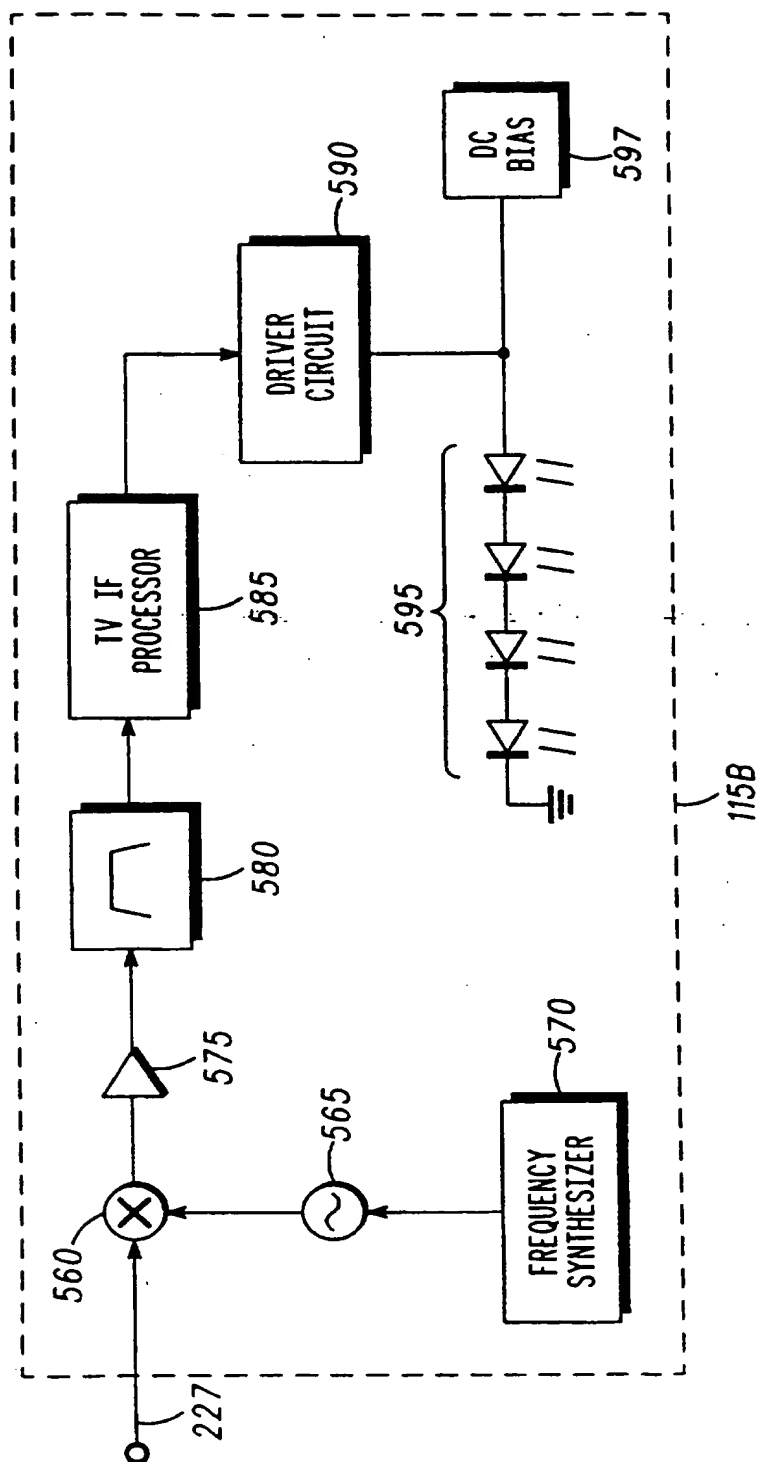 227
560
575
580
TV IF
PROCESSOR
585
565
FREQUENCY
SYNTHESIZER
570
DRIVER
CIRCUIT
590
595
DC
BIAS
597
115B